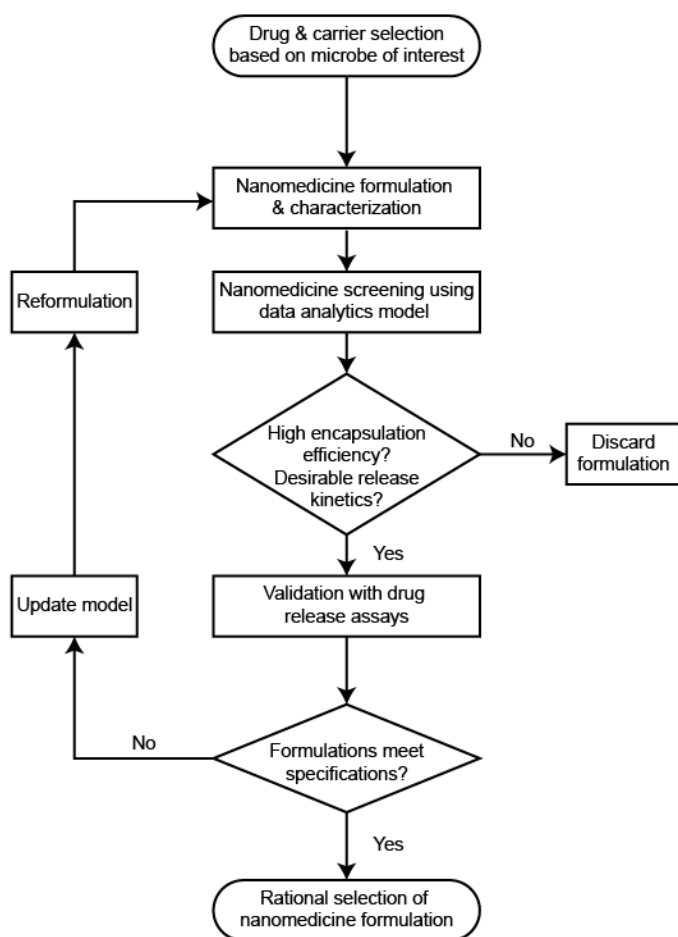 Drug & carrier selection
based on microbe of interest
Nanomedicine formulation
& characterization
Reformulation
Nanomedicine screening using
data analytics model
High encapsulation
efficiency?
Desirable release
kinetics?
No
Discard
formulation
Yes
Update model
Validation with drug
release assays
No
Formulations meet
specifications?
Yes
Rational selection of
nanomedicine formulation